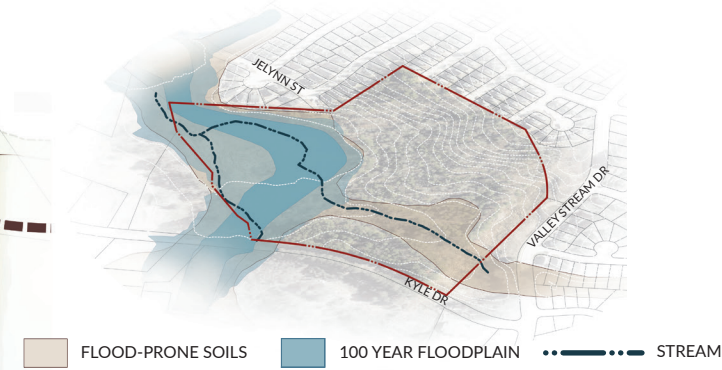 JELYNN ST
VALLEY STREAM DR
KYLE DR
FLOOD-PRONE SOILS
100 YEAR FLOODPLAIN
STREAM